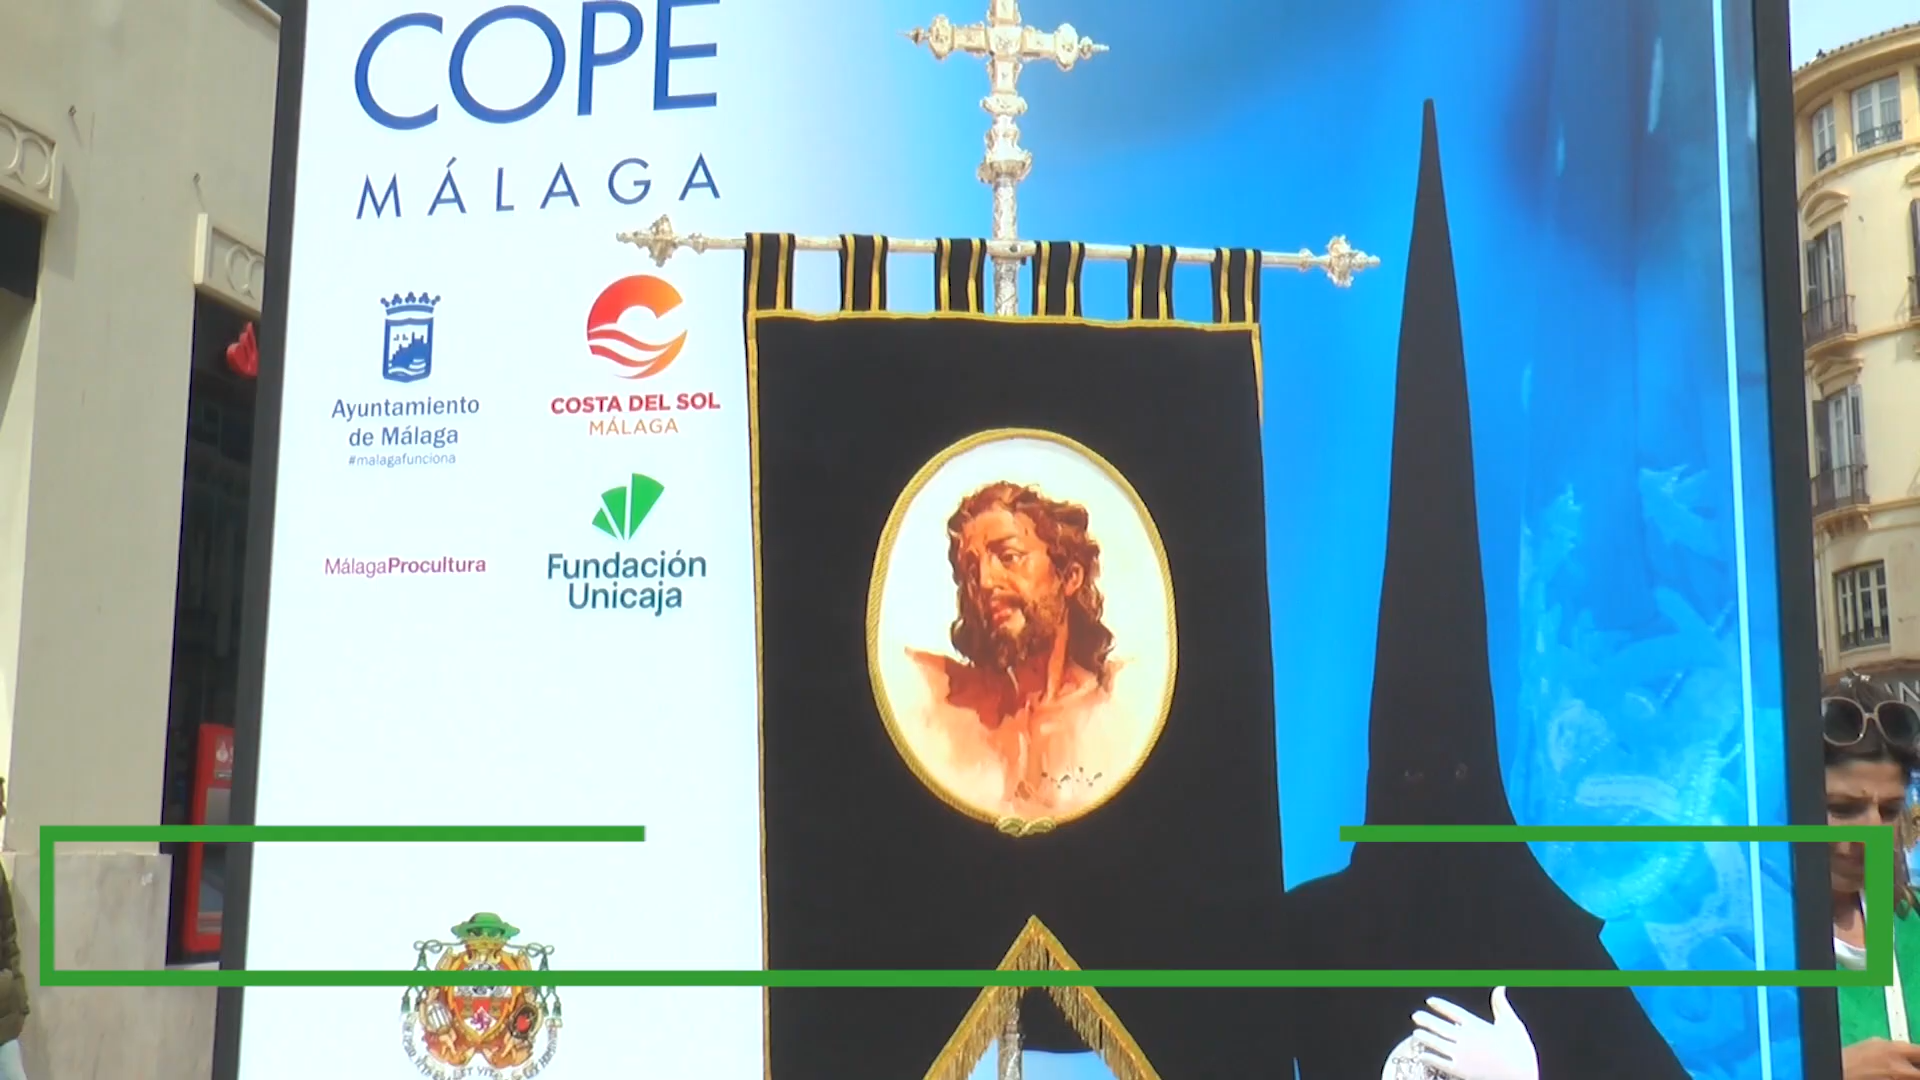 COPE
MÁLAGA
Ayuntamiento
de Málaga
#malagafunciona
COSTA DEL SOL
MÁLAGA
MálagaProcultura
Fundación
Unicaja